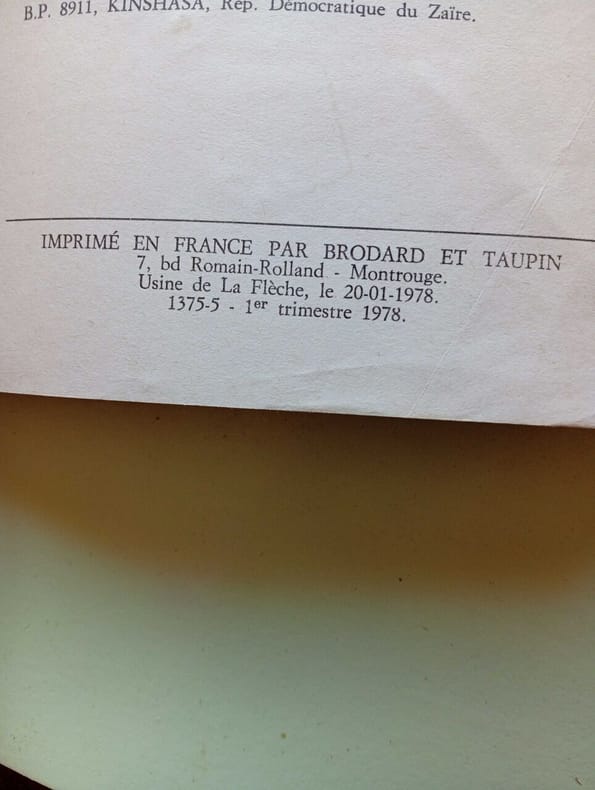 B.P. 8911, KINSHASA, Rép. Démocratique du Zaïre.
IMPRIMÉ EN FRANCE PAR BRODARD ET TAUPIN
7, bd Romain-Rolland - Montrouge.
Usine de La Flèche, le 20-01-1978.
1375-5 - 1er trimestre 1978.